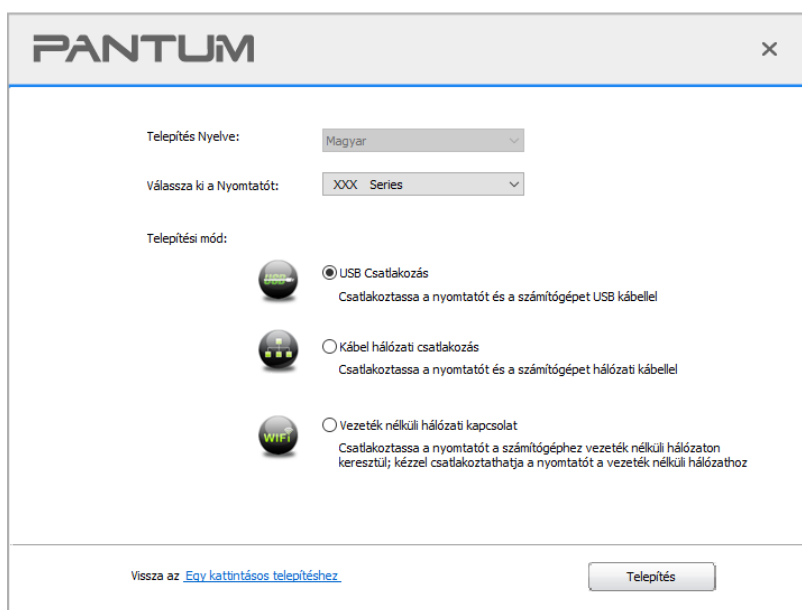 PANTUM
Telepítés Nyelve:
Magyar
Válassza ki a Nyomtatót:
XXX Series
Telepítési mód:
USB
USB Csatlakozás
Csatlakoztassa a nyomtatót és a számítógépet USB kábellel
Kábel hálózati csatlakozás
Csatlakoztassa a nyomtatót és a számítógépet hálózati kábellel
WiFi
Vezeték nélküli hálózati kapcsolat
Csatlakoztassa a nyomtatót a számítógéphez vezeték nélküli hálózaton
keresztül; kézzel csatlakoztathatja a nyomtatót a vezeték nélküli hálózathoz
Vissza az Egy kattintásos telepítéshez
Telepítés